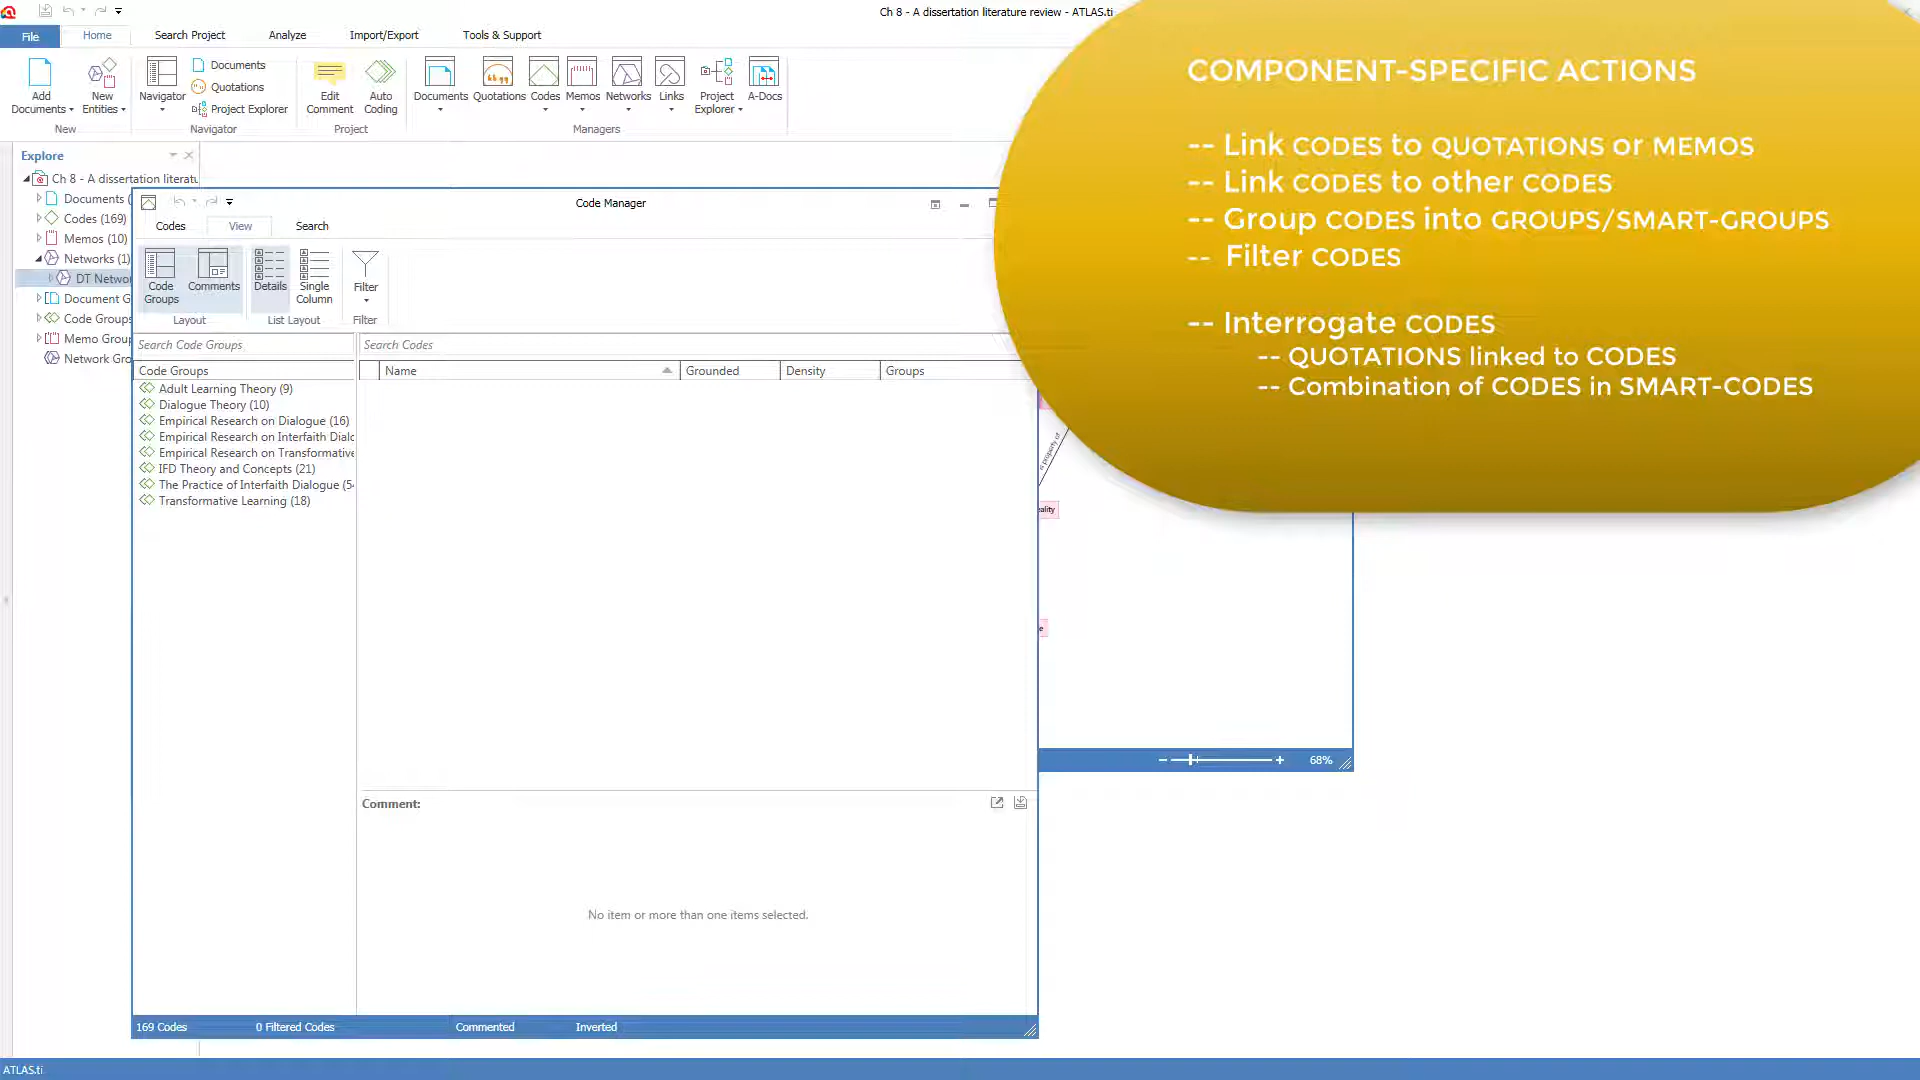 Ch 8 - A dissertation literature review - ATLAS.ti
File
Home
Search Project
Analyze
Import/Export
Tools & Support
Add Documents
New Entities
New
Navigator
Documents
Quotations
Project Explorer
Navigator
Edit Comment
Auto Coding
Project
Documents
Quotations
Codes
Memos
Networks
Links
Project Explorer
A-Docs
Managers
COMPONENT-SPECIFIC ACTIONS
-- Link CODES to QUOTATIONS or MEMOS
-- Link CODES to other CODES
-- Group CODES into GROUPS/SMART-GROUPS
-- Filter CODES
-- Interrogate CODES
-- QUOTATIONS linked to CODES
-- Combination of CODES in SMART-CODES
Explore
Ch 8 - A dissertation literatu
Documents (
Codes (169)
Memos (10)
Networks (1)
DT Netwo
Document G
Code Groups
Memo Group
Network Gro
Code Manager
Codes
View
Search
Code Groups
Comments
Layout
Details
Single Column
List Layout
Filter
Filter
Search Code Groups
Search Codes
Code Groups
Name
Grounded
Density
Groups
Adult Learning Theory (9)
Dialogue Theory (10)
Empirical Research on Dialogue (16)
Empirical Research on Interfaith Dialo
Empirical Research on Transformative
IFD Theory and Concepts (21)
The Practice of Interfaith Dialogue (5
Transformative Learning (18)
is property of
eality
e
68%
Comment:
No item or more than one items selected.
169 Codes
0 Filtered Codes
Commented
Inverted
ATLAS.ti